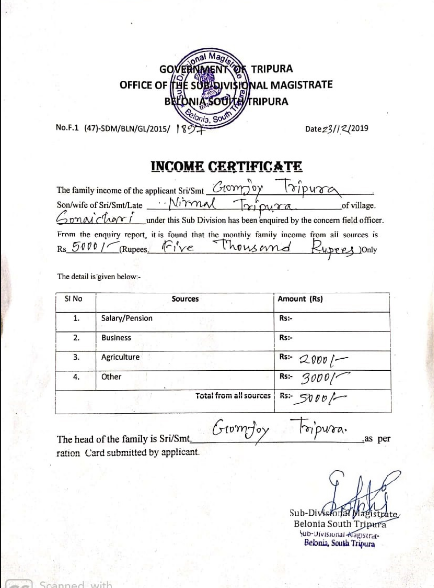 GOVERNMENT OF TRIPURA
OFFICE OF THE SUB-DIVISIONAL MAGISTRATE
BELONIA SOUTH TRIPURA
No.F.1 (47)-SDM/BLN/GL/2015/
Date 23/12/2019
INCOME CERTIFICATE
The family income of the applicant Sri/Smt Gromjoy Tripura
Son/wife of Sri/Smt/Late Nirmal Tripura of village.
Sonaichari under this Sub Division has been enquired by the concern field officer.
From the enquiry report, it is found that the monthly family income from all sources is
Rs 5000/- (Rupees, Five Thousand Rupees )Only
The detail is given below:-
Sl No Sources Amount (Rs)
1. Salary/Pension Rs:-
2. Business Rs:-
3. Agriculture Rs:- 2000/-
4. Other Rs:- 3000/-
Total from all sources Rs:- 5000/-
The head of the family is Sri/Smt, Gromjoy Tripura. ,as per
ration Card submitted by applicant.
Sub-Divisional Magistrate
Belonia South Tripura
Sub-Divisional Magistrate
Belonia, South Tripura
Scanned with